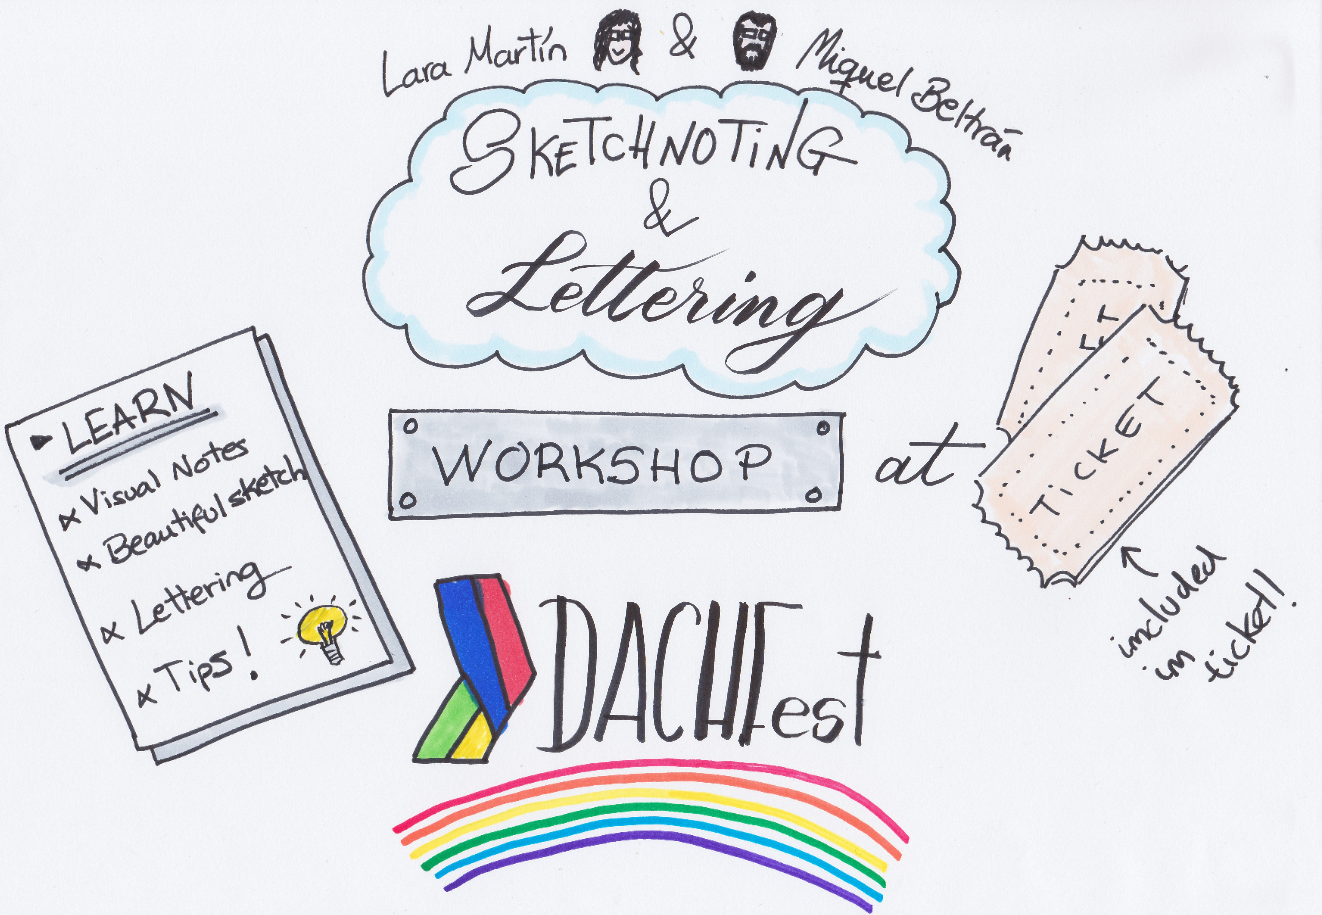 Lara Martín & Miquel Beltrán
SKETCHNOTING
&
Lettering
WORKSHOP at
ET
TICKET
included
in
ticket!
LEARN
Visual Notes
Beautiful sketch
Lettering
Tips!
DACHFest